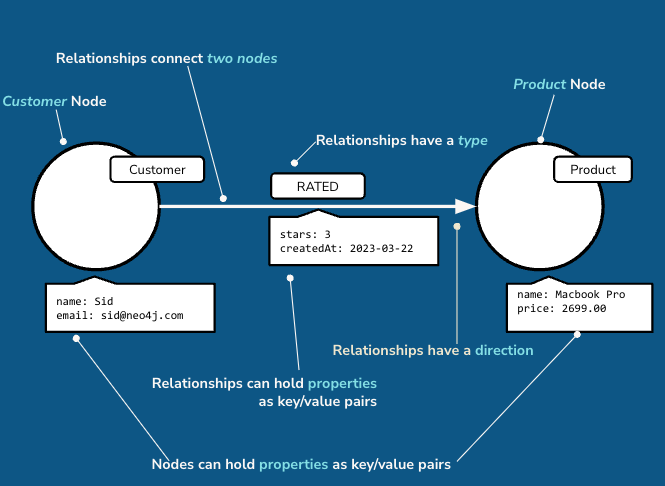 Relationships connect two nodes
Product Node
Customer Node
Relationships have a type
Customer
Product
RATED
stars: 3
createdAt: 2023-03-22
name: Sid
email: sid@neo4j.com
name: Macbook Pro
price: 2699.00
Relationships have a direction
Relationships can hold properties
as key/value pairs
Nodes can hold properties as key/value pairs